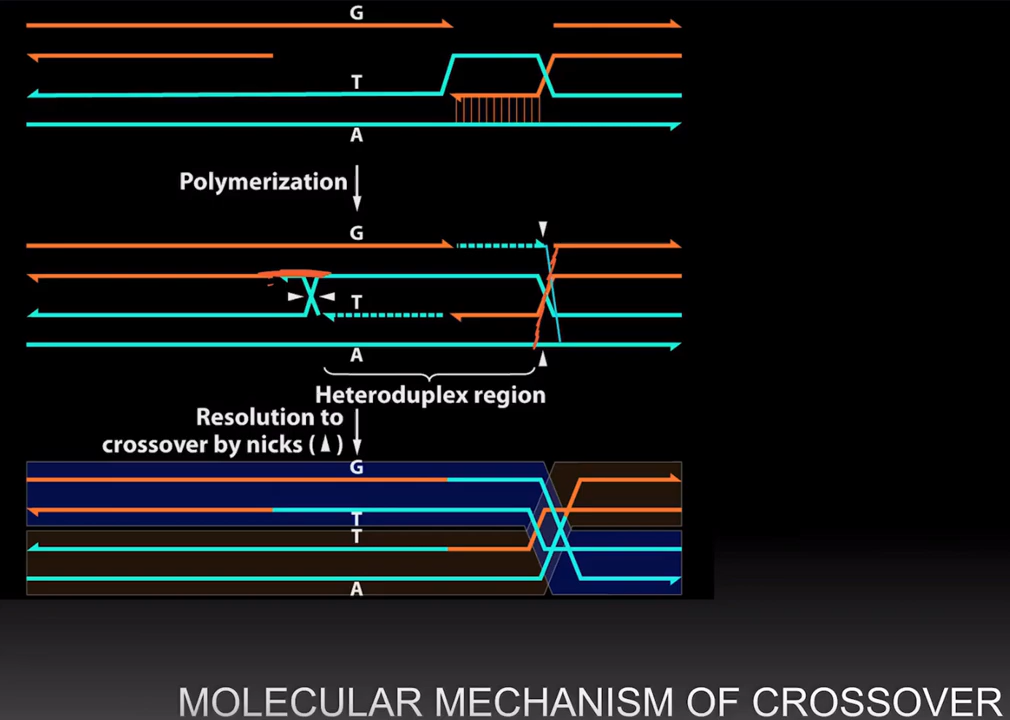 G
T
A
Polymerization
G
T
A
Heteroduplex region
Resolution to
crossover by nicks ( )
G
T
T
A
MOLECULAR MECHANISM OF CROSSOVER